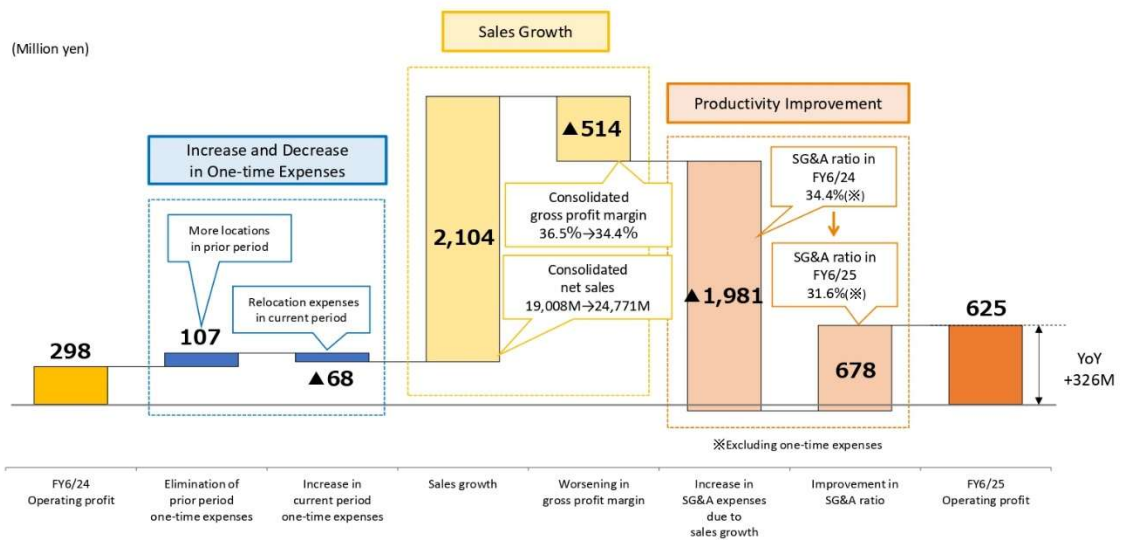 (Million yen)
Sales Growth
Increase and Decrease
in One-time Expenses
Productivity Improvement
More locations
in prior period
Relocation expenses
in current period
298
107
▲68
2,104
▲514
Consolidated
gross profit margin
36.5%→34.4%
Consolidated
net sales
19,008M→24,771M
▲1,981
SG&A ratio in
FY6/24
34.4%(※)
SG&A ratio in
FY6/25
31.6%(※)
678
625
YoY
+326M
※Excluding one-time expenses
FY6/24
Operating profit
Elimination of
prior period
one-time expenses
Increase in
current period
one-time expenses
Sales growth
Worsening in
gross profit margin
Increase in
SG&A expenses
due to
sales growth
Improvement in
SG&A ratio
FY6/25
Operating profit